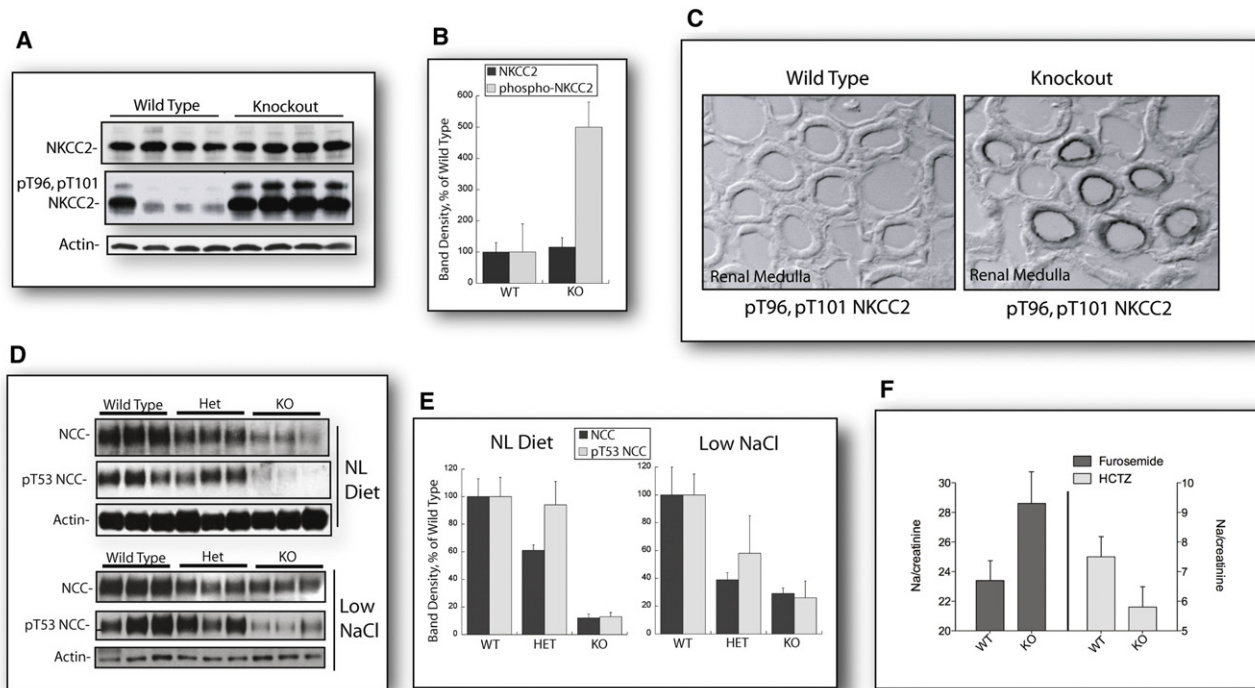 A
Wild Type Knockout
NKCC2-
pT96, pT101
NKCC2-
Actin-
B
NKCC2
phospho-NKCC2
Band Density, % of Wild Type
600
500
400
300
200
100
0
WT KO
C
Wild Type Knockout
Renal Medulla Renal Medulla
pT96, pT101 NKCC2 pT96, pT101 NKCC2
D
Wild Type Het KO
NCC-
pT53 NCC-
Actin-
NL
Diet
Wild Type Het KO
NCC-
pT53 NCC-
Actin-
Low
NaCl
E
NL Diet Low NaCl
NCC
pT53 NCC
Band Density, % of Wild Type
120 120
100 100
80 80
60 60
40 40
20 20
0 0
WT HET KO WT HET KO
F
Furosemide
HCTZ
Na/creatinine
30 10
28 9
26 8
24 7
22 6
20 5
Na/creatinine
WT KO WT KO